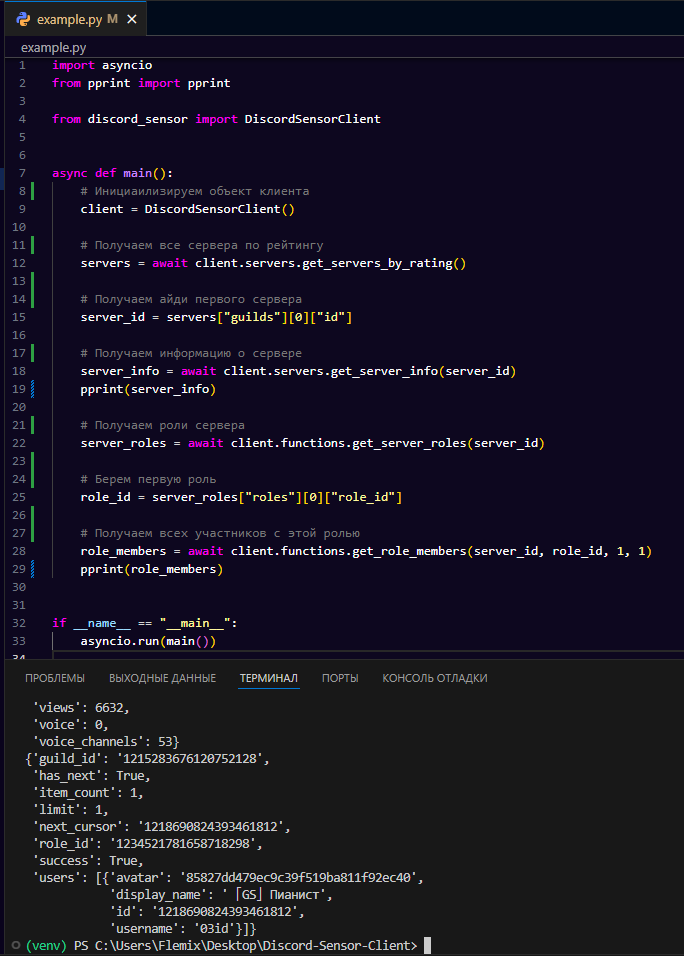 example.py M ×
example.py
1 import asyncio
2 from pprint import pprint
3
4 from discord_sensor import DiscordSensorClient
5
6
7 async def main():
8     # Инициаилизируем объект клиента
9     client = DiscordSensorClient()
10
11     # Получаем все сервера по рейтингу
12     servers = await client.servers.get_servers_by_rating()
13
14     # Получаем айди первого сервера
15     server_id = servers["guilds"][0]["id"]
16
17     # Получаем информацию о сервере
18     server_info = await client.servers.get_server_info(server_id)
19     pprint(server_info)
20
21     # Получаем роли сервера
22     server_roles = await client.functions.get_server_roles(server_id)
23
24     # Берем первую роль
25     role_id = server_roles["roles"][0]["role_id"]
26
27     # Получаем всех участников с этой ролью
28     role_members = await client.functions.get_role_members(server_id, role_id, 1, 1)
29     pprint(role_members)
30
31
32 if __name__ == "__main__":
33     asyncio.run(main())
34
ПРОБЛЕМЫ ВЫХОДНЫЕ ДАННЫЕ ТЕРМИНАЛ ПОРТЫ КОНСОЛЬ ОТЛАДКИ
'views': 6632,
'voice': 0,
'voice_channels': 53}
{'guild_id': '1215283676120752128',
'has_next': True,
'item_count': 1,
'limit': 1,
'next_cursor': '1218690824393461812',
'role_id': '1234521781658718298',
'success': True,
'users': [{'avatar': '85827dd479ec9c39f519ba811f92ec40',
'display_name': '「GS」Пианист',
'id': '1218690824393461812',
'username': '03id'}]}
(venv) PS C:\Users\Flemix\Desktop\Discord-Sensor-Client>